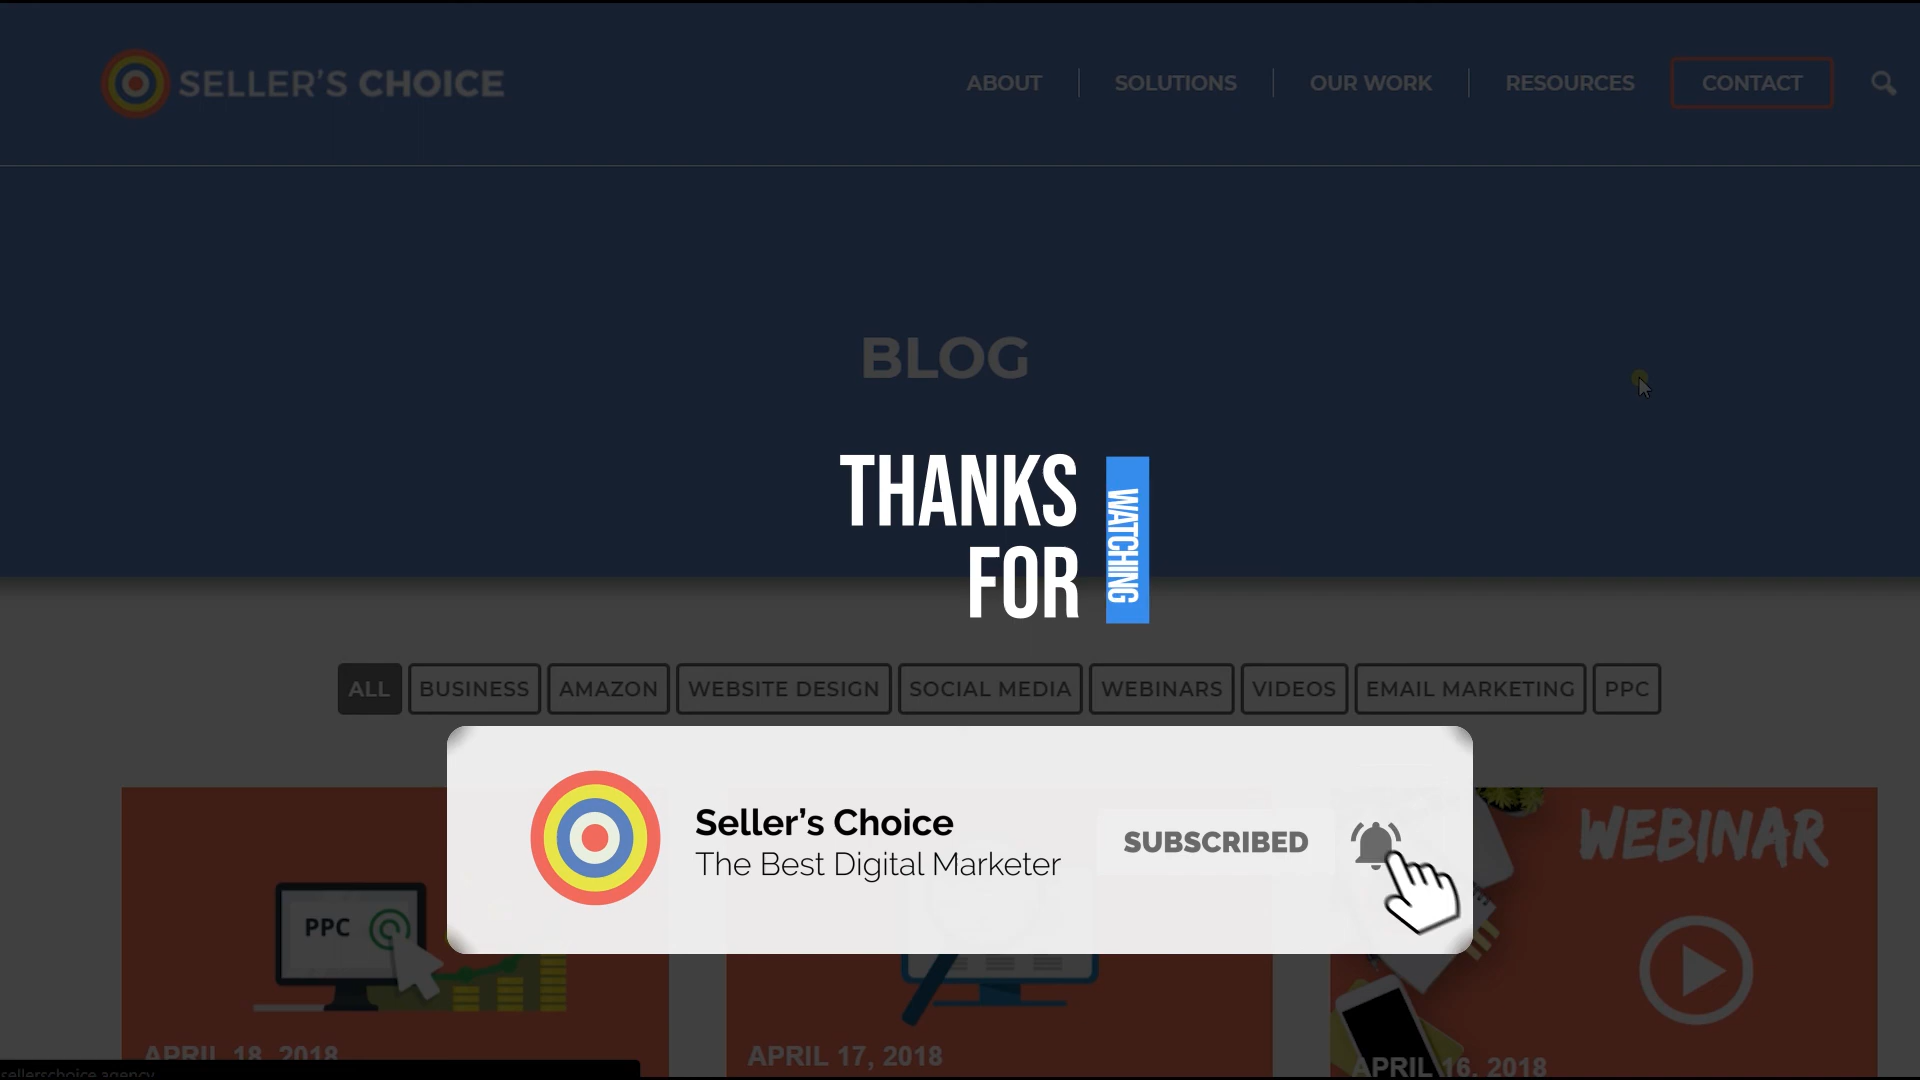 SELLER'S CHOICE
ABOUT
SOLUTIONS
OUR WORK
RESOURCES
CONTACT
BLOG
THANKS
FOR
WATCHING
ALL
BUSINESS
AMAZON
WEBSITE DESIGN
SOCIAL MEDIA
WEBINARS
VIDEOS
EMAIL MARKETING
PPC
Seller's Choice
The Best Digital Marketer
SUBSCRIBED
WEBINAR
PPC
APRIL 18, 2018
APRIL 17, 2018
APRIL 16, 2018
sellerschoice.agency